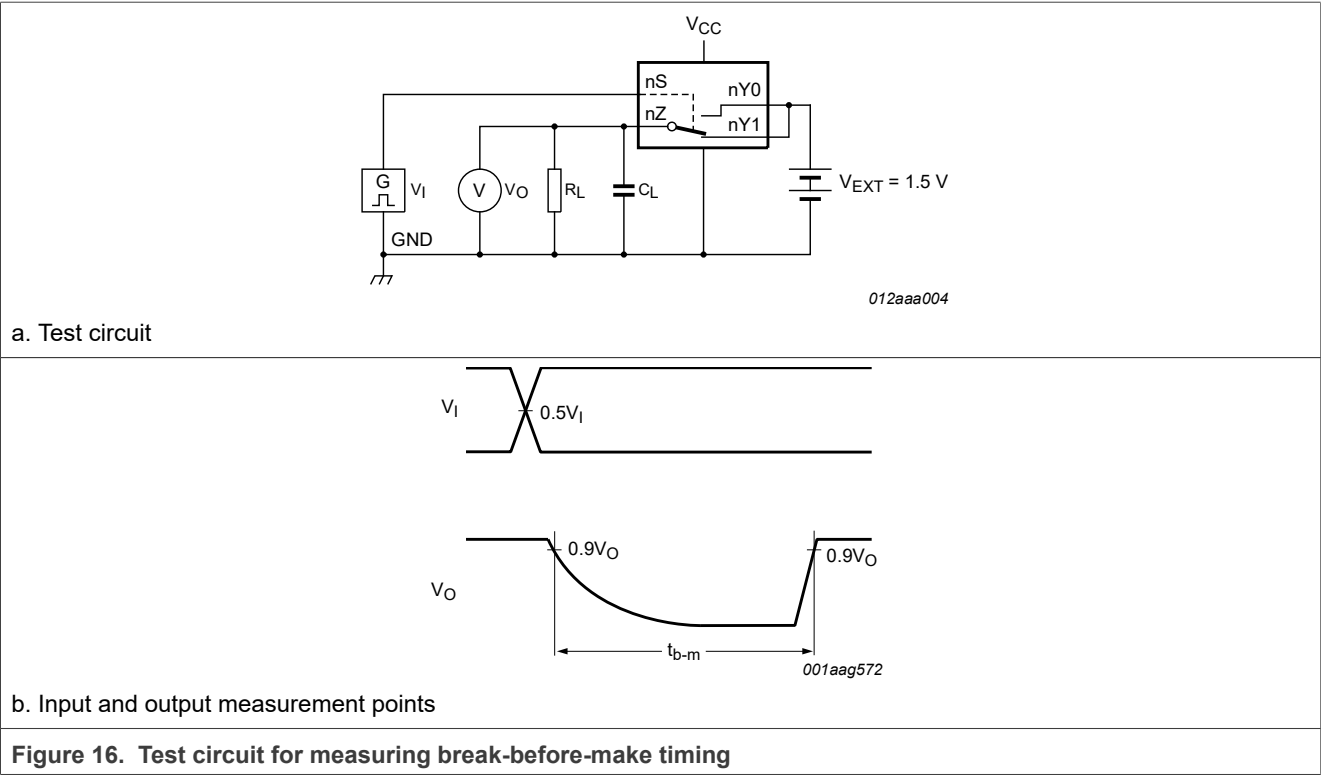 VCC
nS
nY0
nZ
nY1
G
VI
V
VO
RL
CL
VEXT = 1.5 V
GND
012aaa004
a. Test circuit
VI
0.5VI
0.9VO
0.9VO
VO
tb-m
001aag572
b. Input and output measurement points
Figure 16. Test circuit for measuring break-before-make timing